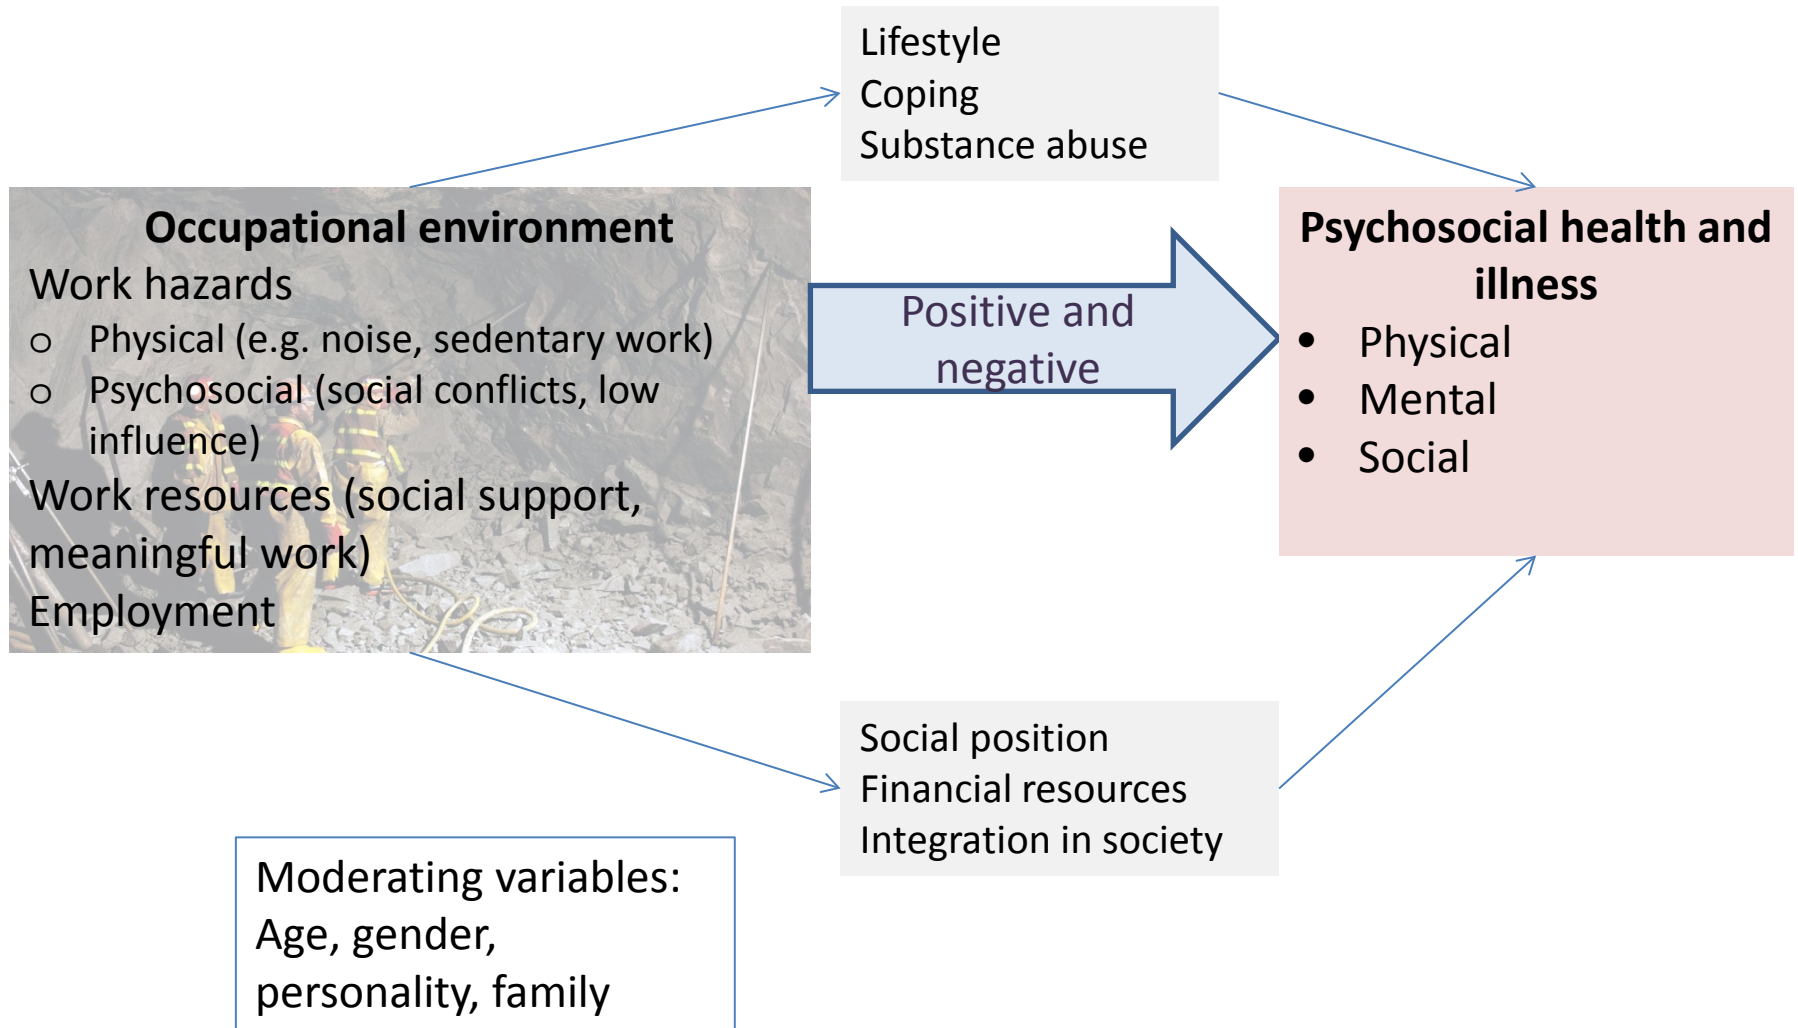 Lifestyle
Coping
Substance abuse
Occupational environment
Work hazards
o Physical (e.g. noise, sedentary work)
o Psychosocial (social conflicts, low
influence)
Work resources (social support,
meaningful work)
Employment
Positive and
negative
Psychosocial health and
illness
• Physical
• Mental
• Social
Social position
Financial resources
Integration in society
Moderating variables:
Age, gender,
personality, family